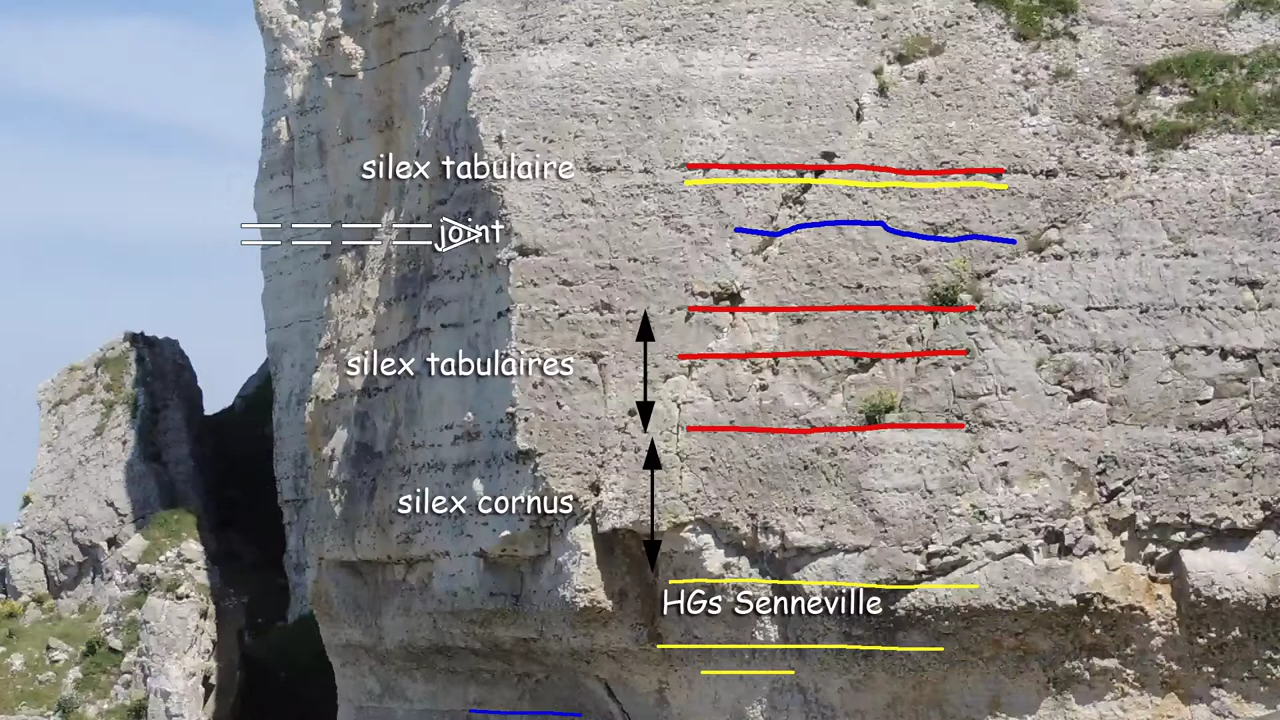 silex tabulaire
joint
silex tabulaires
silex cornus
HGs Senneville